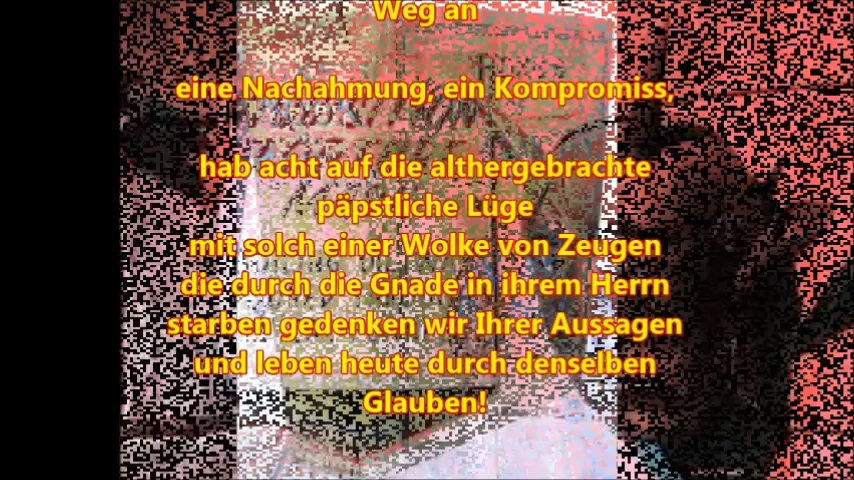 Weg an
eine Nachahmung, ein Kompromiss,
hab acht auf die althergebrachte
päpstliche Lüge
mit solch einer Wolke von Zeugen
die durch die Gnade in ihrem Herrn
starben gedenken wir Ihrer Aussagen
und leben heute durch denselben
Glauben!